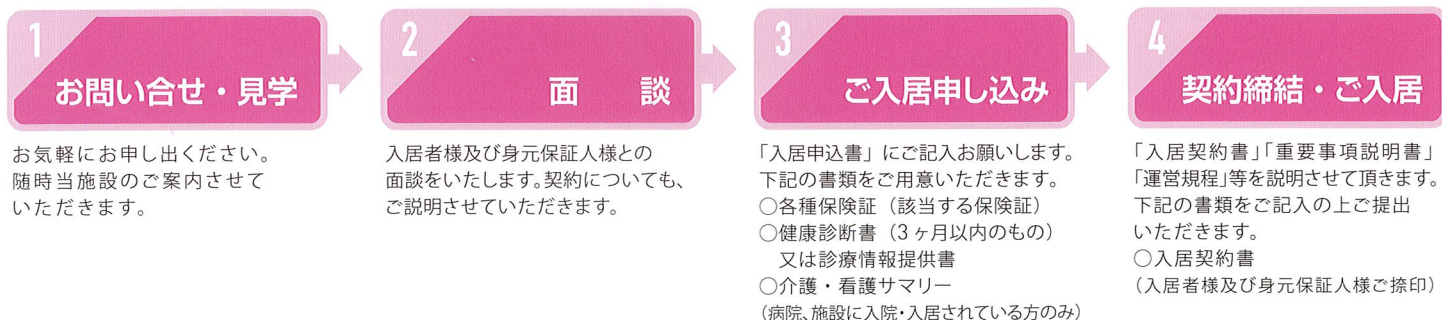 1
お問い合せ・見学
お気軽にお申し出ください。
随時当施設のご案内させて
いただきます。
2
面 談
入居者様及び身元保証人様との
面談をいたします。契約についても、
ご説明させていただきます。
3
ご入居申し込み
「入居申込書」にご記入お願いします。
下記の書類をご用意いただきます。
○各種保険証（該当する保険証）
○健康診断書（3ヶ月以内のもの）
又は診療情報提供書
○介護・看護サマリー
（病院、施設に入院・入居されている方のみ）
4
契約締結・ご入居
「入居契約書」「重要事項説明書」
「運営規程」等を説明させて頂きます。
下記の書類をご記入の上ご提出
いただきます。
○入居契約書
（入居者様及び身元保証人様ご捺印）